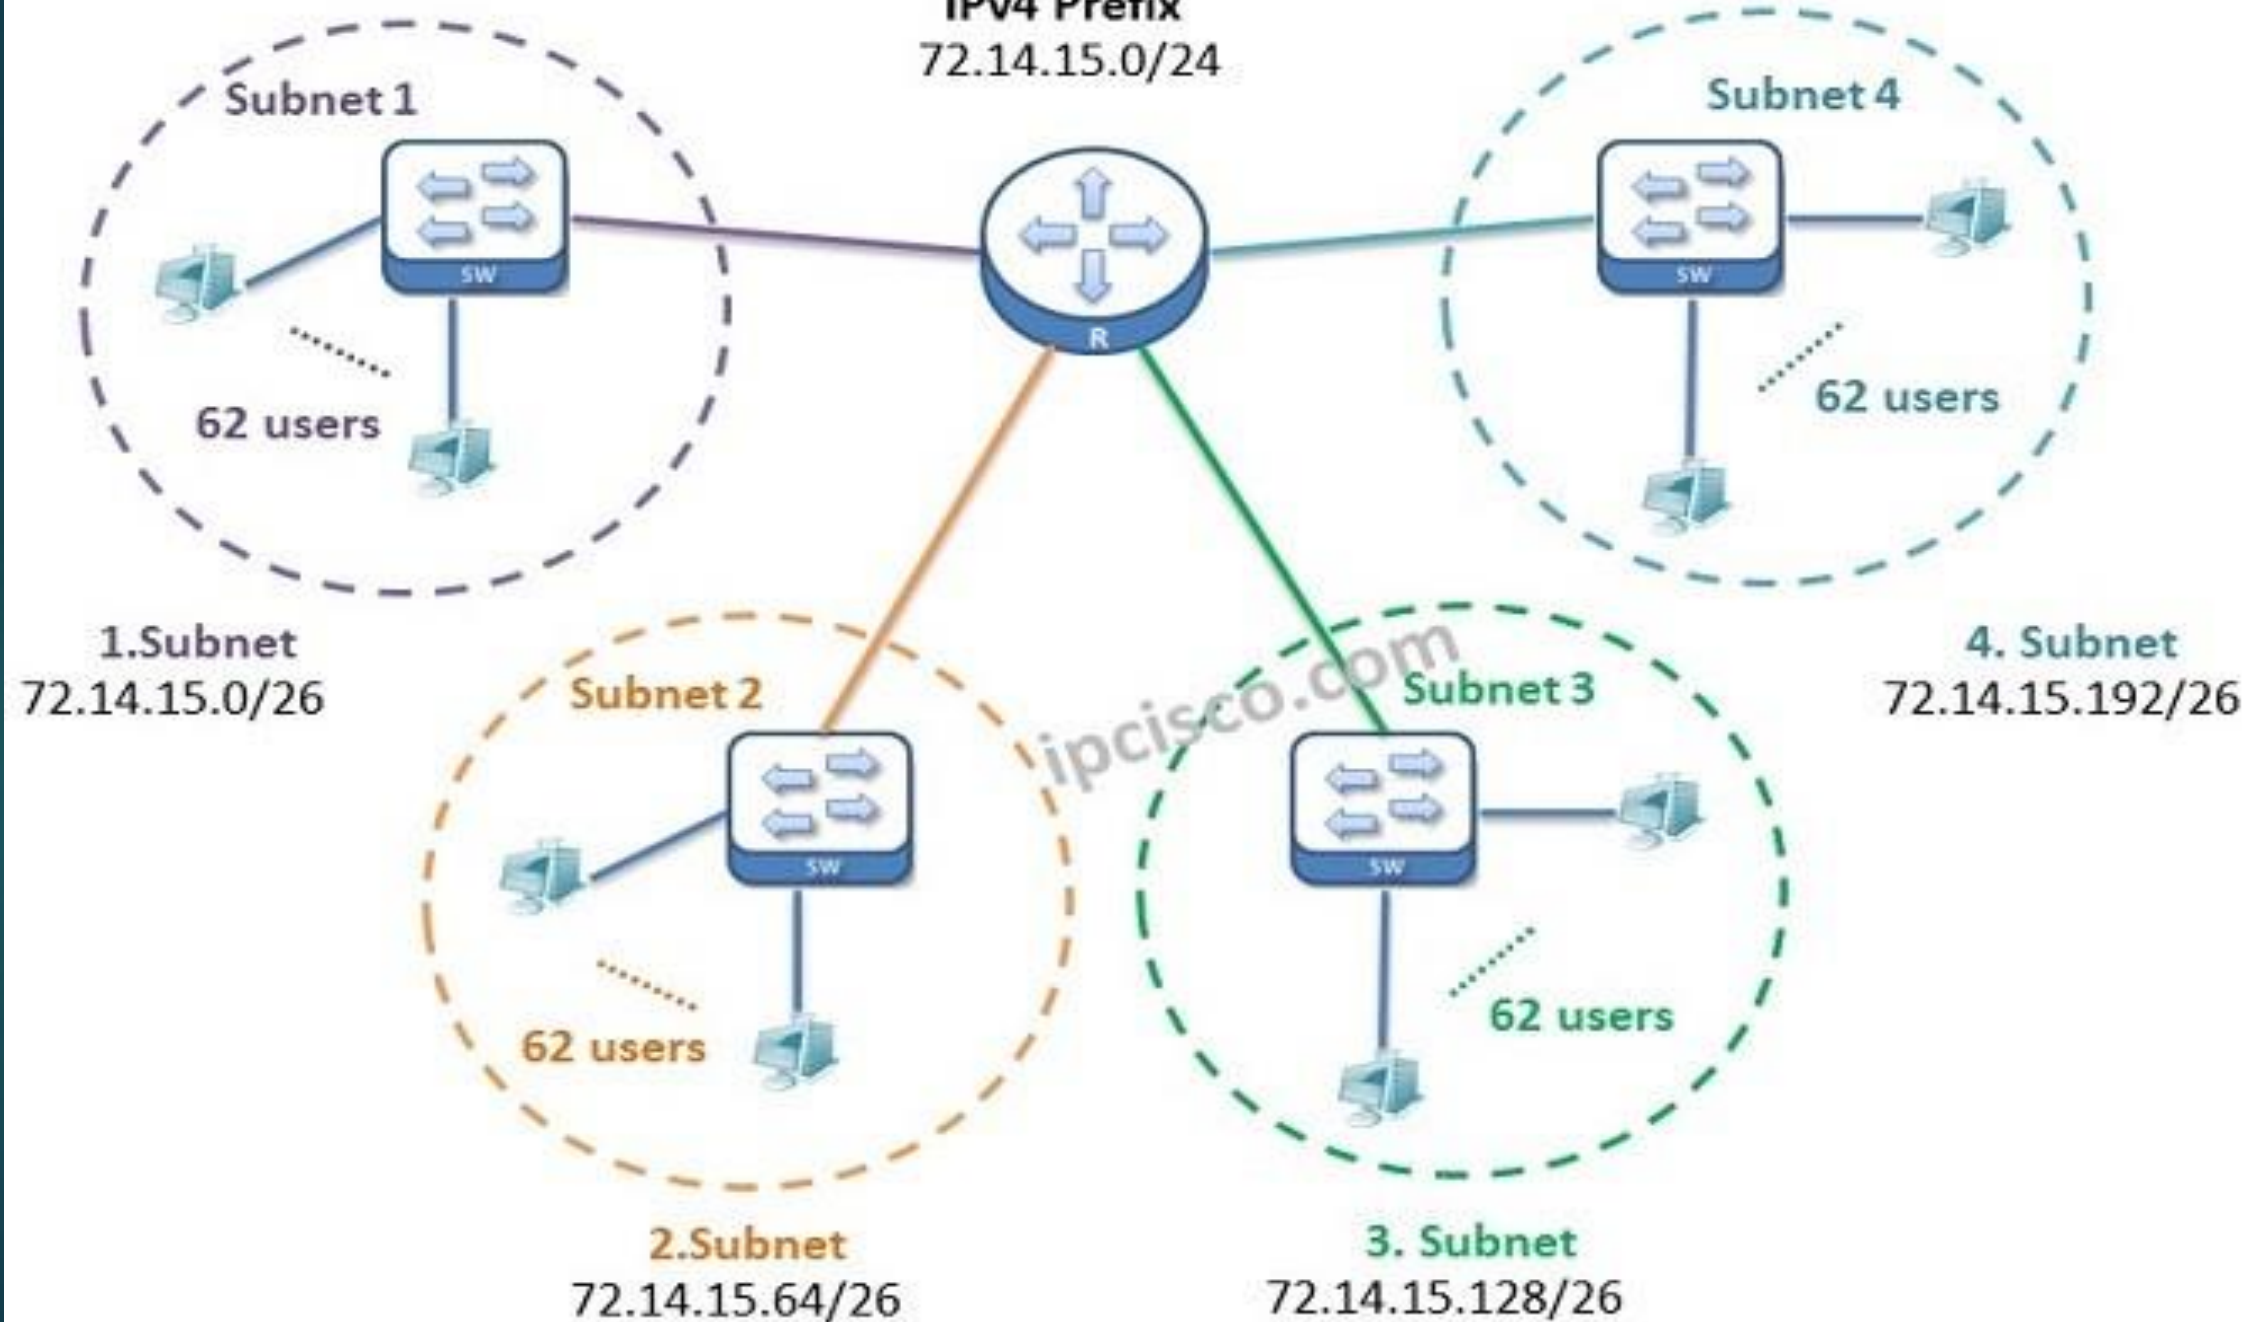 IPv4 Prefix
72.14.15.0/24
Subnet 1
SW
62 users
1.Subnet
72.14.15.0/26
R
Subnet 4
SW
62 users
4. Subnet
72.14.15.192/26
Subnet 2
SW
62 users
2.Subnet
72.14.15.64/26
ipcisco.com
Subnet 3
SW
62 users
3. Subnet
72.14.15.128/26